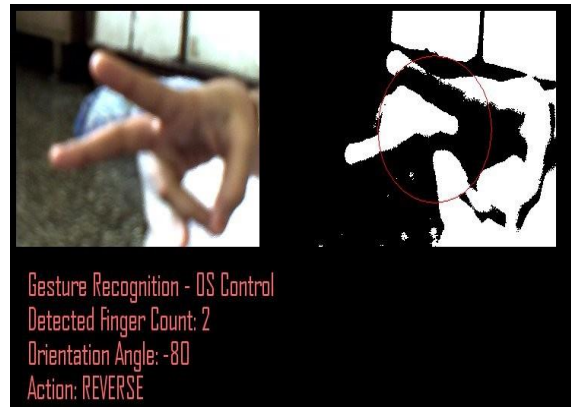 Gesture Recognition - OS Control
Detected Finger Count: 2
Orientation Angle: -80
Action: REVERSE